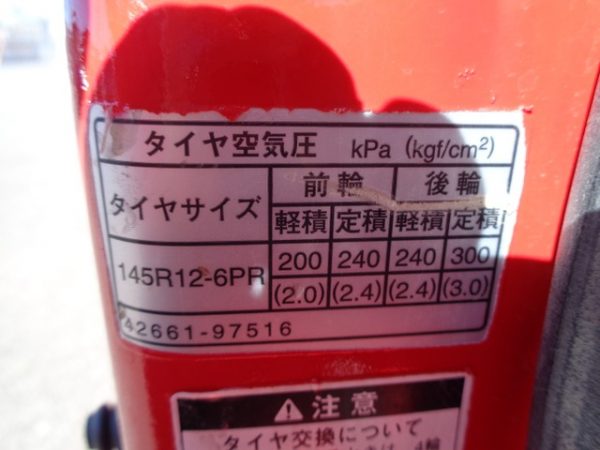 タイヤ空気圧 kPa (kgf/cm²)
タイヤサイズ 前輪 後輪
軽積 定積 軽積 定積
145R12-6PR 200 240 240 300
(2.0) (2.4) (2.4) (3.0)
42661-97516
⚠注意
タイヤ交換について
4輪